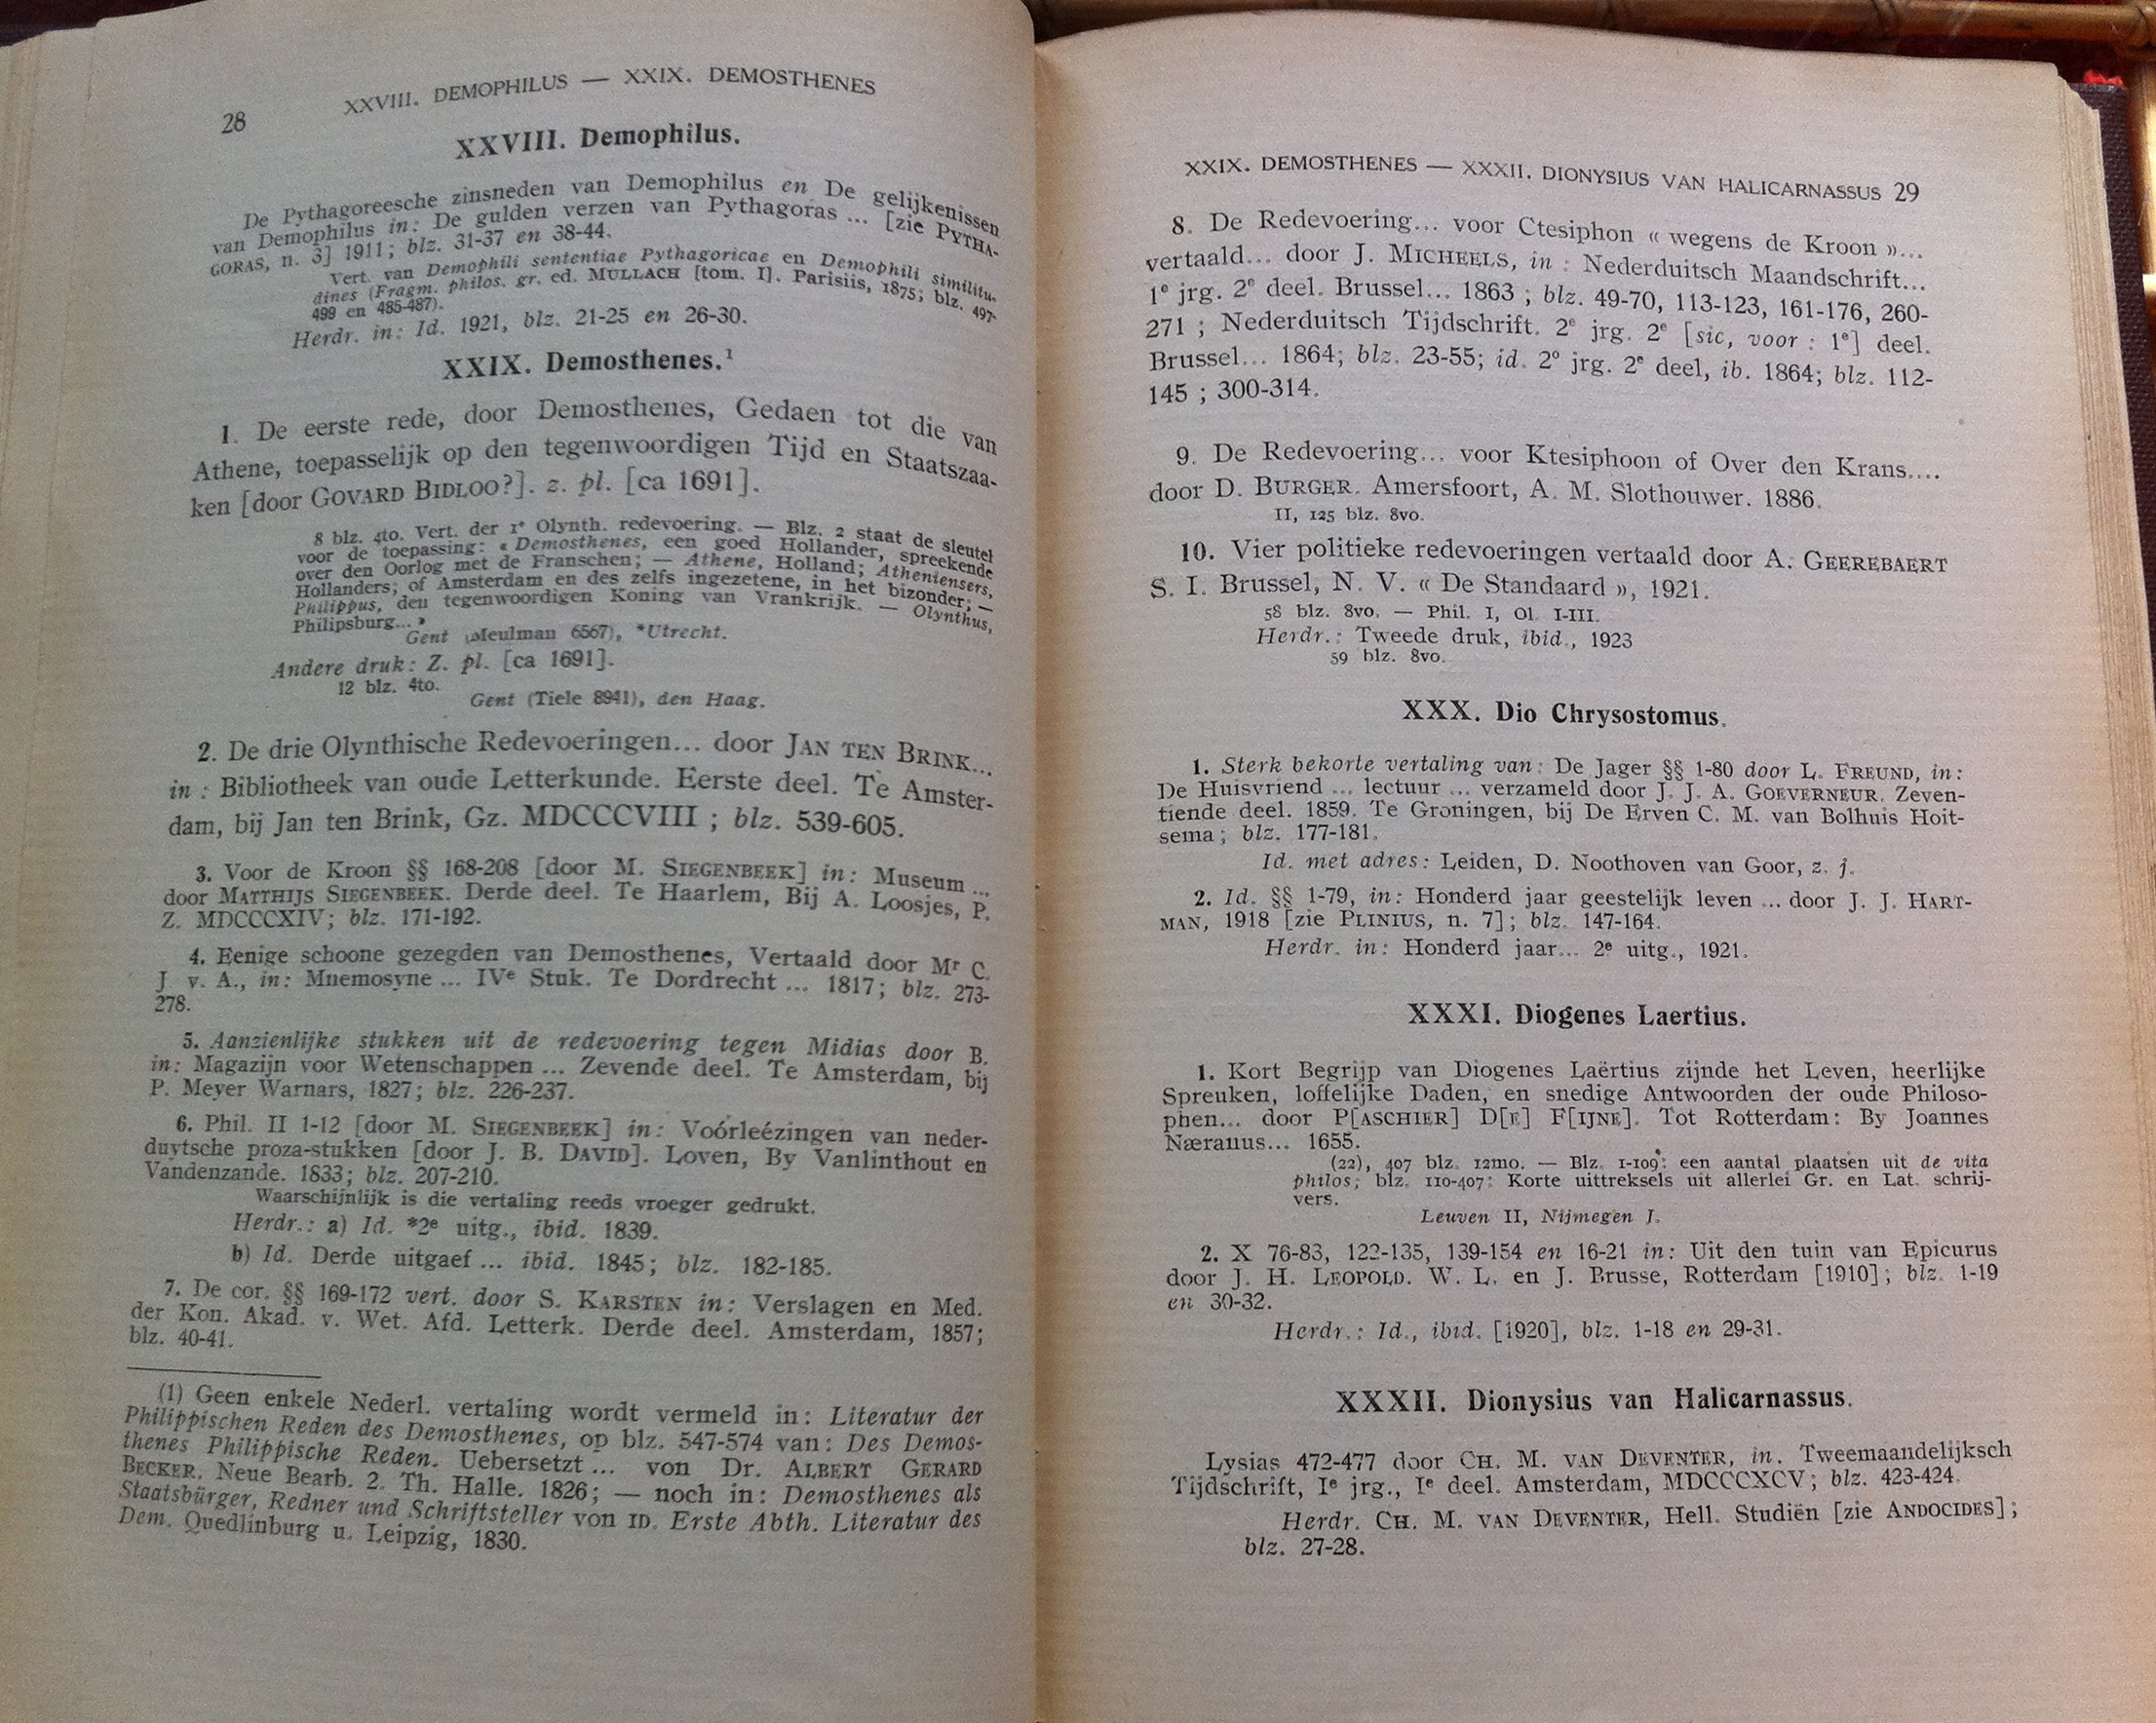 28
XXVIII. DEMOPHILUS — XXIX. DEMOSTHENES
XXVIII. Demophilus.
De Pythagoreesche zinsneden van Demophilus en De gelijkenissen
van Demophilus in: De gulden verzen van Pythagoras ... [zie PYTHA-
GORAS, n. 3] 1911; blz. 31-37 en 38-44.
Vert. van Demophili sententiae Pythagoricae en Demophili similitu-
dines (Fragm. philos. gr. ed. MULLACH [tom. I]. Parisiis, 1875; blz. 497-
499 en 485-487).
Herdr. in: Id. 1921, blz. 21-25 en 26-30.
XXIX. Demosthenes.¹
1. De eerste rede, door Demosthenes, Gedaen tot die van
Athene, toepasselijk op den tegenwoordigen Tijd en Staatszaa-
ken [door GOVARD BIDLOO?]. z. pl. [ca 1691].
8 blz. 4to. Vert. der 1ᵉ Olynth. redevoering. — Blz. 2 staat de sleutel
voor de toepassing: « Demosthenes, een goed Hollander, spreekende
over den Oorlog met de Franschen; — Athene, Holland; Atheniensers,
Hollanders; of Amsterdam en des zelfs ingezetene, in het bizonder; —
Philippus, den tegenwoordigen Koning van Vrankrijk. — Olynthus,
Philipsburg... »
Gent (Meulman 6567), *Utrecht.
Andere druk: Z. pl. [ca 1691].
12 blz. 4to.
Gent (Tiele 8941), den Haag.
2. De drie Olynthische Redevoeringen... door JAN TEN BRINK...
in : Bibliotheek van oude Letterkunde. Eerste deel. Te Amster-
dam, bij Jan ten Brink, Gz. MDCCCVIII ; blz. 539-605.
3. Voor de Kroon §§ 168-208 [door M. SIEGENBEEK] in: Museum ...
door MATTHIJS SIEGENBEEK. Derde deel. Te Haarlem, Bij A. Loosjes, P.
Z. MDCCCXIV; blz. 171-192.
4. Eenige schoone gezegden van Demosthenes, Vertaald door Mʳ C.
J. v. A., in: Mnemosyne ... IVᵉ Stuk. Te Dordrecht ... 1817; blz. 273-
278.
5. Aanzienlijke stukken uit de redevoering tegen Midias door B.
in: Magazijn voor Wetenschappen ... Zevende deel. Te Amsterdam, bij
P. Meyer Warnars, 1827; blz. 226-237.
6. Phil. II 1-12 [door M. SIEGENBEEK] in: Voórleézingen van neder-
duytsche proza-stukken [door J. B. DAVID]. Loven, By Vanlinthout en
Vandenzande. 1833; blz. 207-210.
Waarschijnlijk is die vertaling reeds vroeger gedrukt.
Herdr.: a) Id. *2ᵉ uitg., ibid. 1839.
b) Id. Derde uitgaef ... ibid. 1845; blz. 182-185.
7. De cor. §§ 169-172 vert. door S. KARSTEN in: Verslagen en Med.
der Kon. Akad. v. Wet. Afd. Letterk. Derde deel. Amsterdam, 1857;
blz. 40-41.
(1) Geen enkele Nederl. vertaling wordt vermeld in: Literatur der
Philippischen Reden des Demosthenes, op blz. 547-574 van: Des Demos-
thenes Philippische Reden. Uebersetzt ... von Dr. ALBERT GERARD
BECKER. Neue Bearb. 2. Th. Halle. 1826; — noch in: Demosthenes als
Staatsbürger, Redner und Schriftsteller von ID. Erste Abth. Literatur des
Dem. Quedlinburg u. Leipzig, 1830.
XXIX. DEMOSTHENES — XXXII. DIONYSIUS VAN HALICARNASSUS 29
8. De Redevoering... voor Ctesiphon « wegens de Kroon »...
vertaald... door J. MICHEELS, in : Nederduitsch Maandschrift...
1ᵉ jrg. 2ᵉ deel. Brussel... 1863 ; blz. 49-70, 113-123, 161-176, 260-
271 ; Nederduitsch Tijdschrift. 2ᵉ jrg. 2ᵉ [sic, voor : 1ᵉ] deel.
Brussel... 1864; blz. 23-55; id. 2ᵉ jrg. 2ᵉ deel, ib. 1864; blz. 112-
145 ; 300-314.
9. De Redevoering... voor Ktesiphoon of Over den Krans....
door D. BURGER. Amersfoort, A. M. Slothouwer. 1886.
II, 125 blz. 8vo.
10. Vier politieke redevoeringen vertaald door A. GEEREBAERT
S. I. Brussel, N. V. « De Standaard », 1921.
58 blz. 8vo. — Phil. I, Ol. I-III.
Herdr.: Tweede druk, ibid., 1923
59 blz. 8vo.
XXX. Dio Chrysostomus.
1. Sterk bekorte vertaling van: De Jager §§ 1-80 door L. FREUND, in:
De Huisvriend ... lectuur ... verzameld door J. J. A. GOEVERNEUR. Zeven-
tiende deel. 1859. Te Groningen, bij De Erven C. M. van Bolhuis Hoit-
sema; blz. 177-181.
Id. met adres: Leiden, D. Noothoven van Goor, z. j.
2. Id. §§ 1-79, in: Honderd jaar geestelijk leven ... door J. J. HART-
MAN, 1918 [zie PLINIUS, n. 7]; blz. 147-164.
Herdr. in: Honderd jaar... 2ᵉ uitg., 1921.
XXXI. Diogenes Laertius.
1. Kort Begrijp van Diogenes Laërtius zijnde het Leven, heerlijke
Spreuken, loffelijke Daden, en snedige Antwoorden der oude Philoso-
phen... door P[ASCHIER] D[E] F[IJNE]. Tot Rotterdam: By Joannes
Næranus... 1655.
(22), 407 blz. 12mo. — Blz. 1-109: een aantal plaatsen uit de vita
philos; blz. 110-407: Korte uittreksels uit allerlei Gr. en Lat. schrij-
vers.
Leuven II, Nijmegen J.
2. X 76-83, 122-135, 139-154 en 16-21 in: Uit den tuin van Epicurus
door J. H. LEOPOLD. W. L. en J. Brusse, Rotterdam [1910]; blz. 1-19
en 30-32.
Herdr.: Id., ibid. [1920], blz. 1-18 en 29-31.
XXXII. Dionysius van Halicarnassus.
Lysias 472-477 door CH. M. VAN DEVENTER, in. Tweemaandelijksch
Tijdschrift, Iᵉ jrg., Iᵉ deel. Amsterdam, MDCCCXCV; blz. 423-424.
Herdr. CH. M. VAN DEVENTER, Hell. Studiën [zie ANDOCIDES];
blz. 27-28.